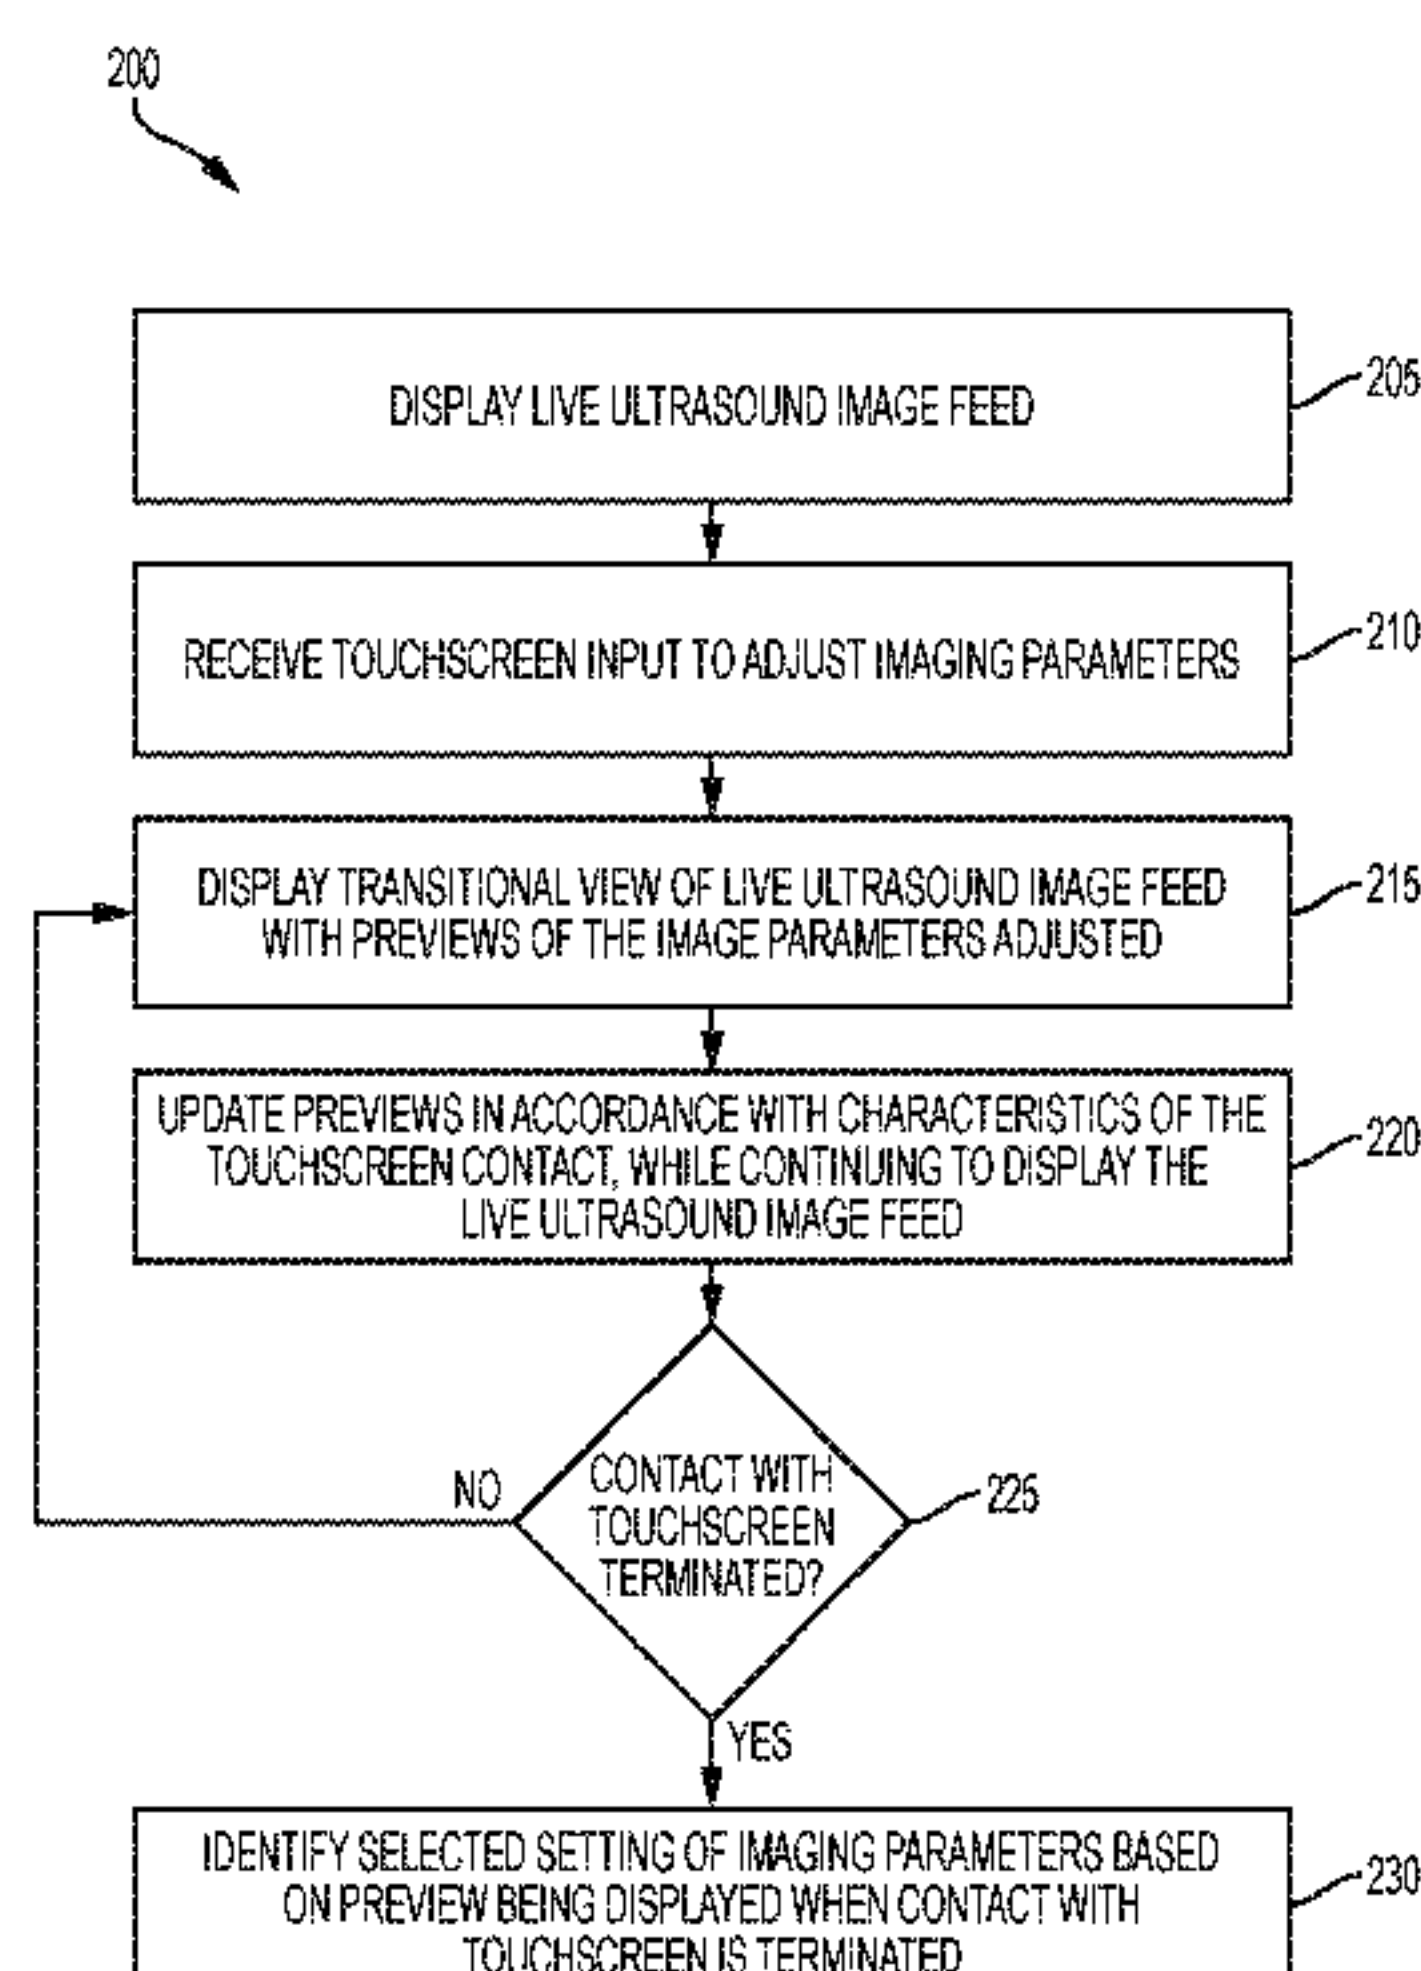 200
DISPLAY LIVE ULTRASOUND IMAGE FEED
205
RECEIVE TOUCHSCREEN INPUT TO ADJUST IMAGING PARAMETERS
210
DISPLAY TRANSITIONAL VIEW OF LIVE ULTRASOUND IMAGE FEED
WITH PREVIEWS OF THE IMAGE PARAMETERS ADJUSTED
215
UPDATE PREVIEWS IN ACCORDANCE WITH CHARACTERISTICS OF THE
TOUCHSCREEN CONTACT, WHILE CONTINUING TO DISPLAY THE
LIVE ULTRASOUND IMAGE FEED
220
NO
CONTACT WITH
TOUCHSCREEN
TERMINATED?
225
YES
IDENTIFY SELECTED SETTING OF IMAGING PARAMETERS BASED
ON PREVIEW BEING DISPLAYED WHEN CONTACT WITH
TOUCHSCREEN IS TERMINATED
230